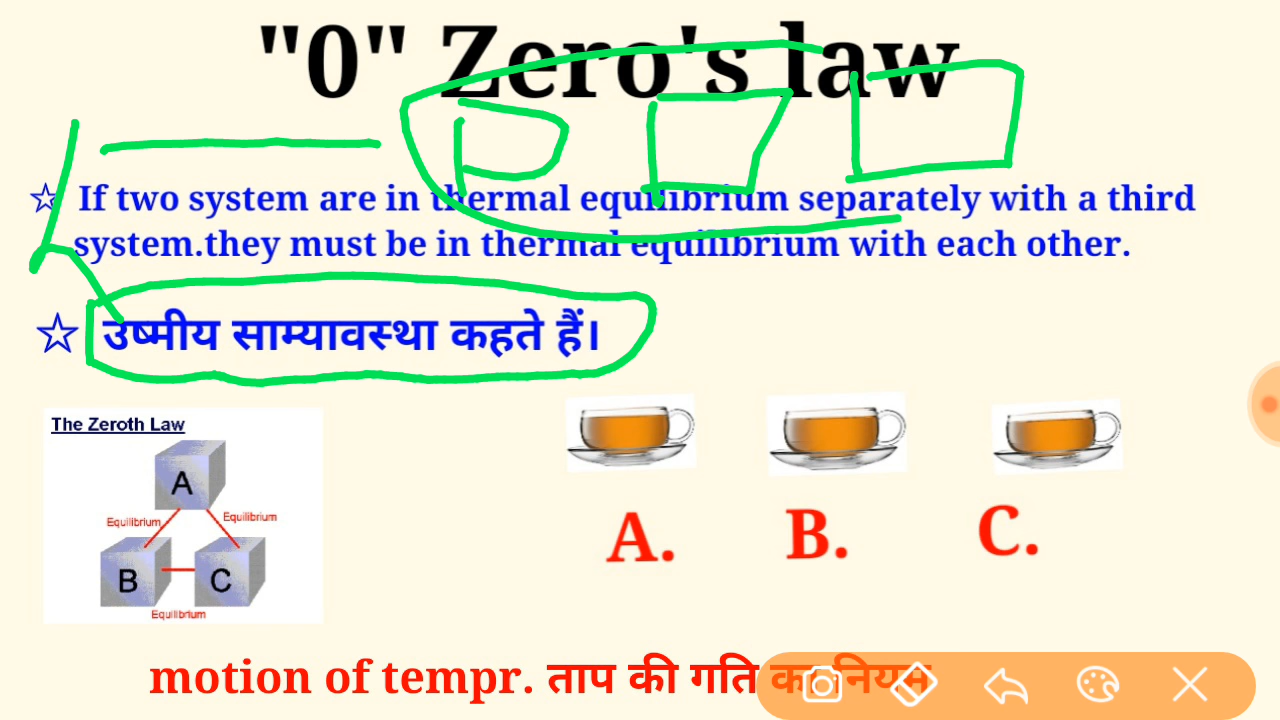 "0" Zero's law
☆ If two system are in thermal equilibrium separately with a third
system.they must be in thermal equilibrium with each other.
☆ उष्मीय साम्यावस्था कहते हैं।
The Zeroth Law
A
Equilibrium Equilibrium
B C
Equilibrium
A. B. C.
motion of tempr. ताप की गति का नियम